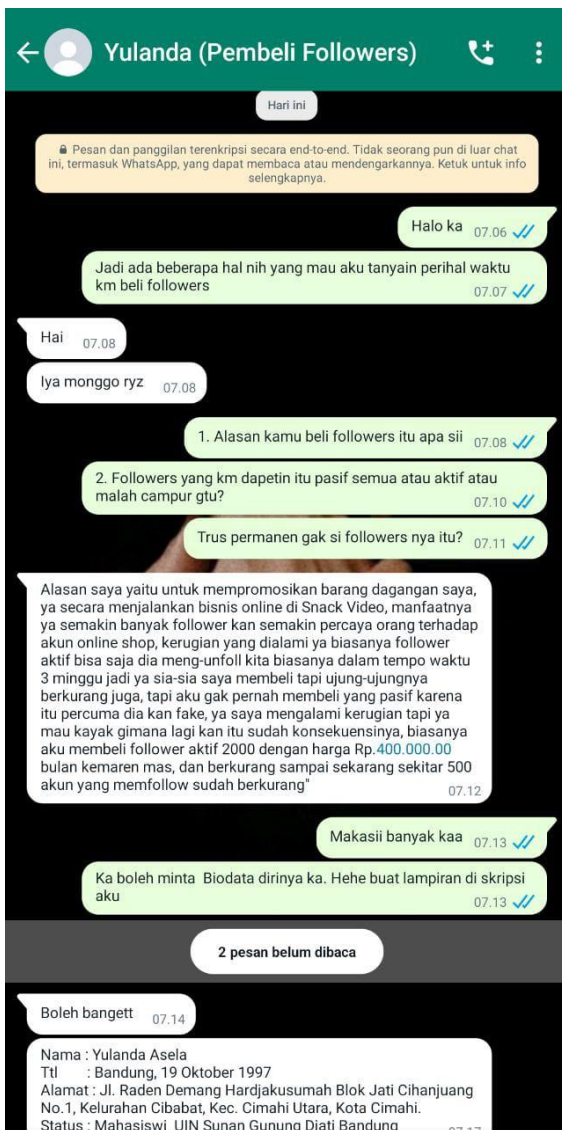 Yulanda (Pembeli Followers)
Hari ini
Pesan dan panggilan terenkripsi secara end-to-end. Tidak seorang pun di luar chat
ini, termasuk WhatsApp, yang dapat membaca atau mendengarkannya. Ketuk untuk info
selengkapnya.
Halo ka 07.06
Jadi ada beberapa hal nih yang mau aku tanyain perihal waktu
km beli followers
07.07
Hai 07.08
Iya monggo ryz 07.08
1. Alasan kamu beli followers itu apa sii 07.08
2. Followers yang km dapetin itu pasif semua atau aktif atau
malah campur gtu?
07.10
Trus permanen gak si followers nya itu? 07.11
Alasan saya yaitu untuk mempromosikan barang dagangan saya,
ya secara menjalankan bisnis online di Snack Video, manfaatnya
ya semakin banyak follower kan semakin percaya orang terhadap
akun online shop, kerugian yang dialami ya biasanya follower
aktif bisa saja dia meng-unfoll kita biasanya dalam tempo waktu
3 minggu jadi ya sia-sia saya membeli tapi ujung-ujungnya
berkurang juga, tapi aku gak pernah membeli yang pasif karena
itu percuma dia kan fake, ya saya mengalami kerugian tapi ya
mau kayak gimana lagi kan itu sudah konsekuensinya, biasanya
aku membeli follower aktif 2000 dengan harga Rp.400.000.00
bulan kemaren mas, dan berkurang sampai sekarang sekitar 500
akun yang memfollow sudah berkurang"
07.12
Makasii banyak kaa 07.13
Ka boleh minta Biodata dirinya ka. Hehe buat lampiran di skripsi
aku
07.13
2 pesan belum dibaca
Boleh bangett 07.14
Nama : Yulanda Asela
Ttl : Bandung, 19 Oktober 1997
Alamat : Jl. Raden Demang Hardjakusumah Blok Jati Cihanjuang
No.1, Kelurahan Cibabat, Kec. Cimahi Utara, Kota Cimahi.
Status : Mahasiswi UIN Sunan Gunung Djati Bandung
07.17